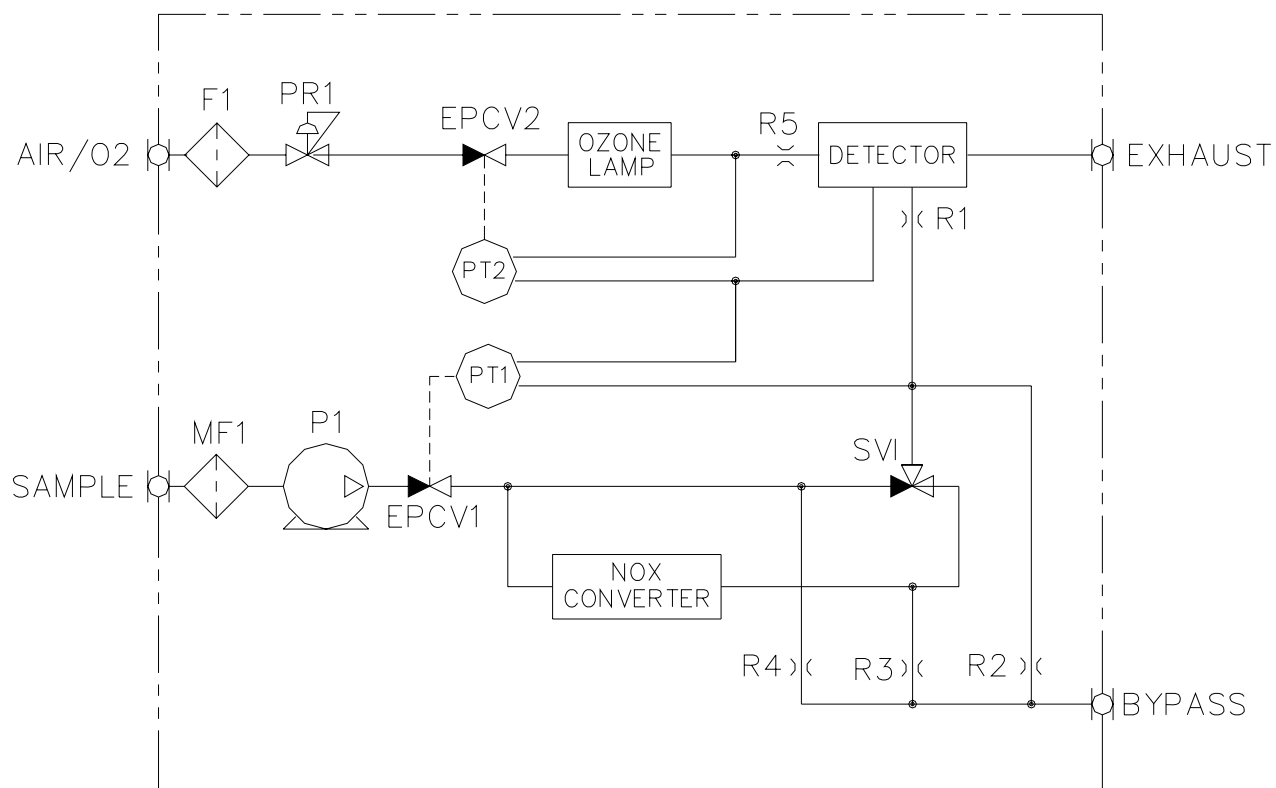 F1
PR1
EPCV2
OZONE
LAMP
R5
AIR/O2
DETECTOR
EXHAUST
R1
PT2
PT1
MF1
P1
SVI
SAMPLE
EPCV1
NOX
CONVERTER
R4
R3
R2
BYPASS